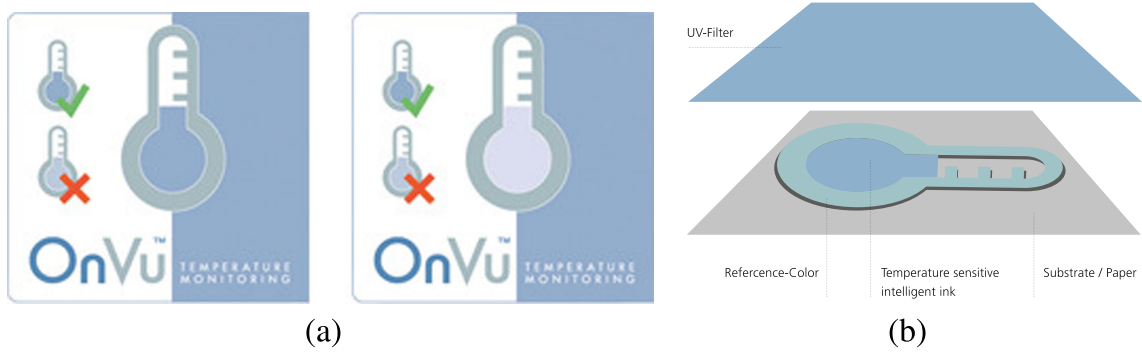 OnVu™
TEMPERATURE
MONITORING
OnVu™
TEMPERATURE
MONITORING
(a)
UV-Filter
Refercence-Color
Temperature sensitive
intelligent ink
Substrate / Paper
(b)